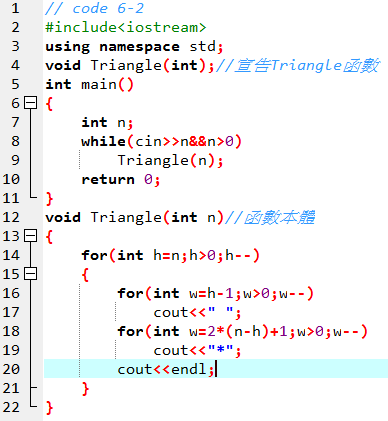 1 // code 6-2
2 #include<iostream>
3 using namespace std;
4 void Triangle(int);//宣告Triangle函數
5 int main()
6 {
7     int n;
8     while(cin>>n&&n>0)
9         Triangle(n);
10     return 0;
11 }
12 void Triangle(int n)//函數本體
13 {
14     for(int h=n;h>0;h--)
15     {
16         for(int w=h-1;w>0;w--)
17             cout<<" ";
18         for(int w=2*(n-h)+1;w>0;w--)
19             cout<<"*";
20         cout<<endl;
21     }
22 }